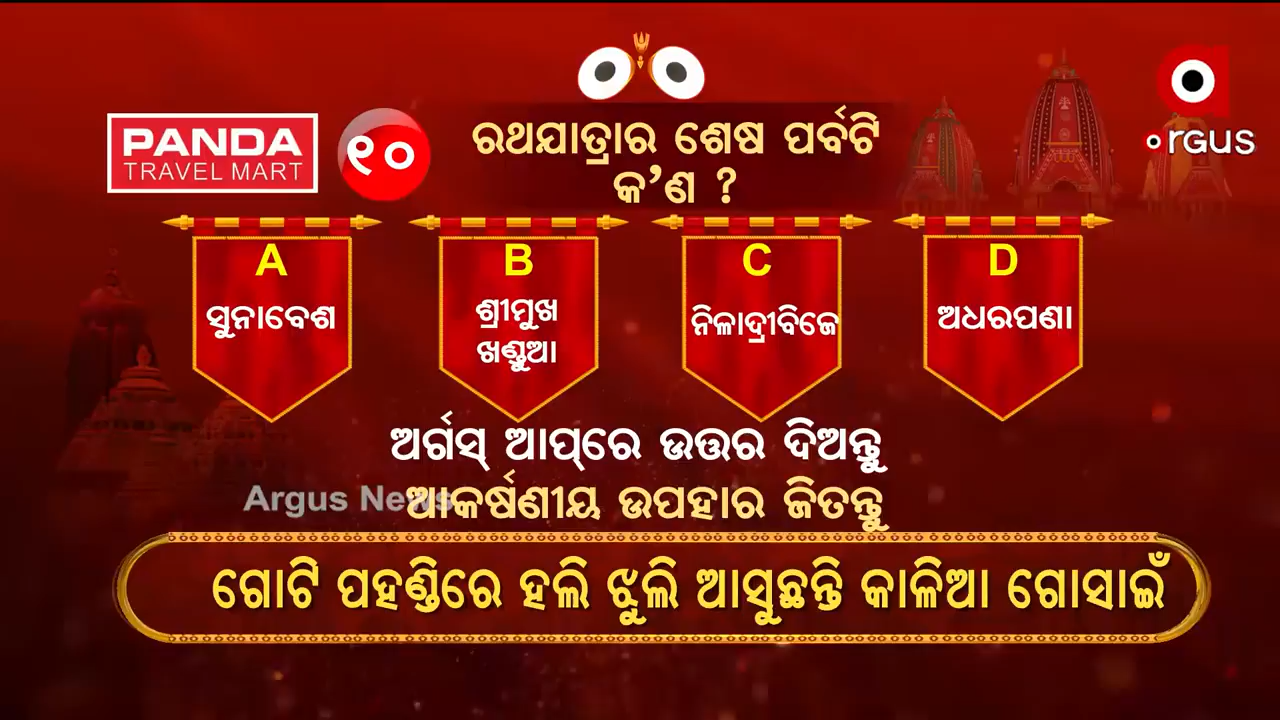 PANDA
TRAVEL MART
୧୦
ରଥଯାତ୍ରାର ଶେଷ ପର୍ବଟି
କ'ଣ ?
argus
A
ସୁନାବେଶ
B
ଶ୍ରୀମୁଖ
ଖଣ୍ଡୁଆ
C
ନିଳାଦ୍ରୀବିଜେ
D
ଅଧରପଣା
ଅର୍ଗସ୍ ଆପ୍‌ରେ ଉତ୍ତର ଦିଅନ୍ତୁ
ଆକର୍ଷଣୀୟ ଉପହାର ଜିତନ୍ତୁ
Argus News
ଗୋଟି ପହଣ୍ଡିରେ ହଲି ଝୁଲି ଆସୁଛନ୍ତି କାଳିଆ ଗୋସାଇଁ